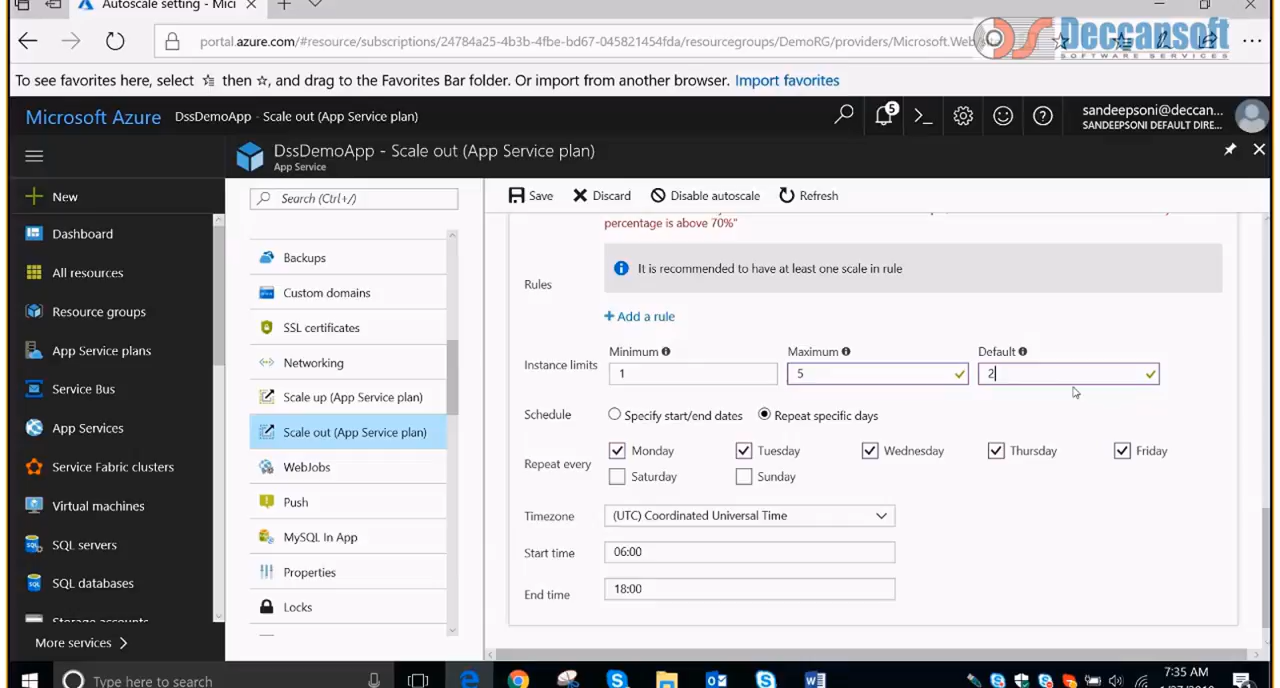 Autoscale setting - Mici
portal.azure.com/#resource/subscriptions/24784a25-4b3b-4fbe-bd67-045821454fda/resourcegroups/DemoRG/providers/Microsoft.Web/
Deccansoft
SOFTWARE SERVICES
To see favorites here, select then, and drag to the Favorites Bar folder. Or import from another browser. Import favorites
Microsoft Azure DssDemoApp - Scale out (App Service plan)
5
sandeepsoni@deccan...
SANDEEPSONI DEFAULT DIRE...
DssDemoApp - Scale out (App Service plan)
App Service
New
Dashboard
All resources
Resource groups
App Service plans
Service Bus
App Services
Service Fabric clusters
Virtual machines
SQL servers
SQL databases
Storage accounts
More services
Search (Ctrl+/)
Backups
Custom domains
SSL certificates
Networking
Scale up (App Service plan)
Scale out (App Service plan)
WebJobs
Push
MySQL In App
Properties
Locks
Save Discard Disable autoscale Refresh
percentage is above 70%"
Rules
It is recommended to have at least one scale in rule
+ Add a rule
Instance limits
Minimum Maximum Default
1 5 2
Schedule
Specify start/end dates Repeat specific days
Repeat every
Monday Tuesday Wednesday Thursday Friday
Saturday Sunday
Timezone (UTC) Coordinated Universal Time
Start time 06:00
End time 18:00
Type here to search
7:35 AM